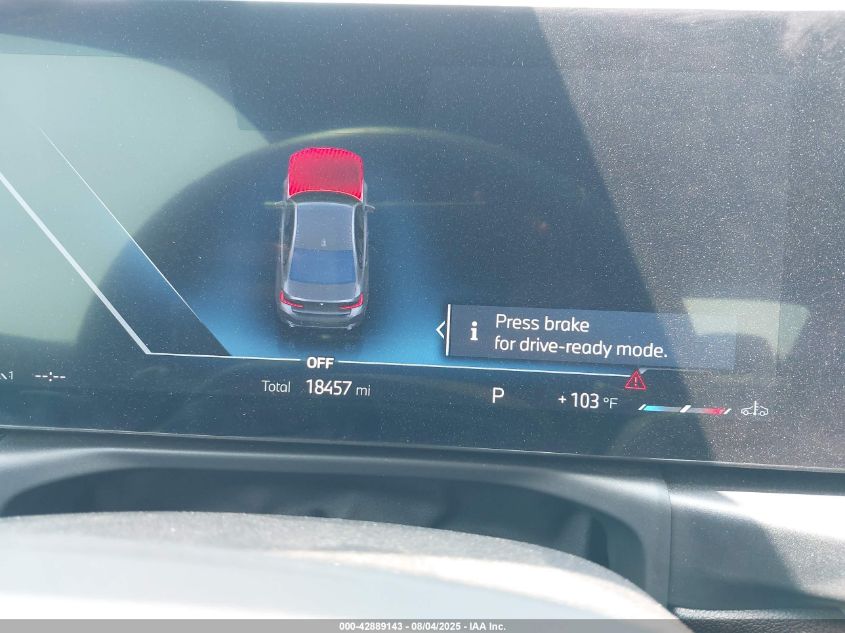 Press brake
for drive-ready mode.
OFF
Total 18457 mi
P
+103 °F
000-42889143 - 08/04/2025 - IAA Inc.